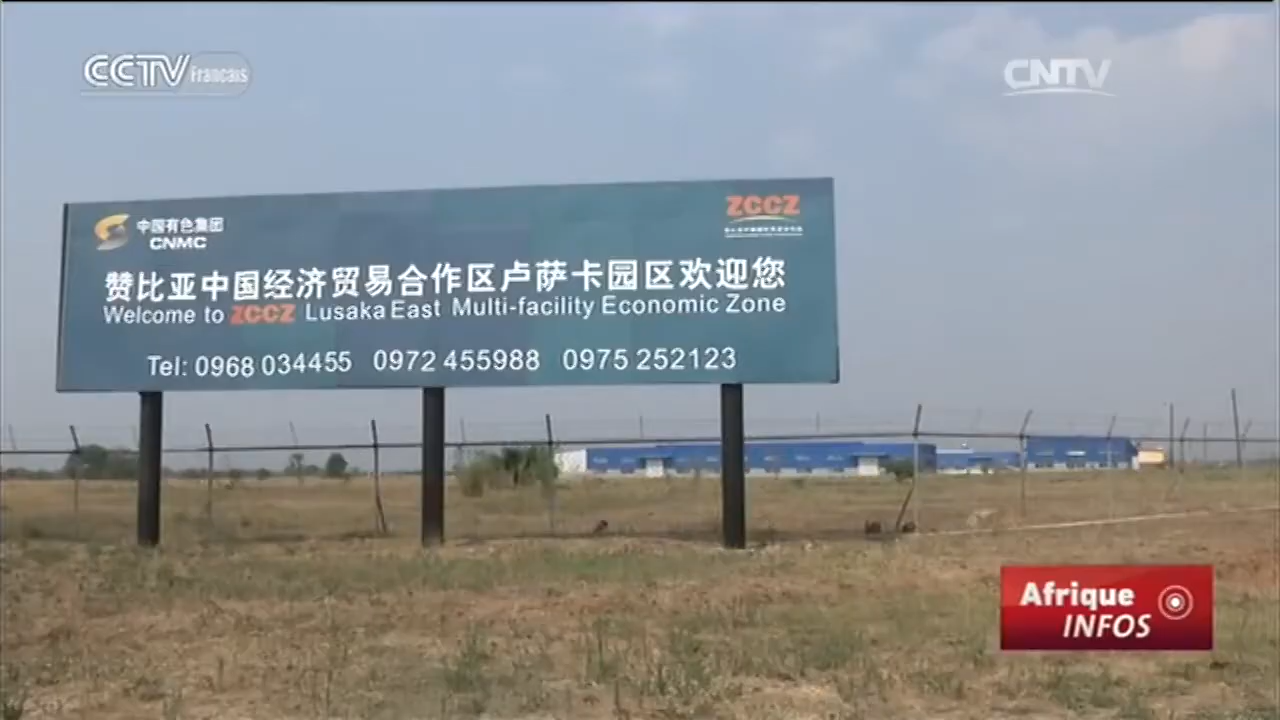 CCTV Français
CNTV
中国有色集团
CNMC
ZCCZ
赞比亚中国经济贸易合作区卢萨卡园区欢迎您
Welcome to ZCCZ Lusaka East Multi-facility Economic Zone
Tel: 0968 034455 0972 455988 0975 252123
Afrique
INFOS